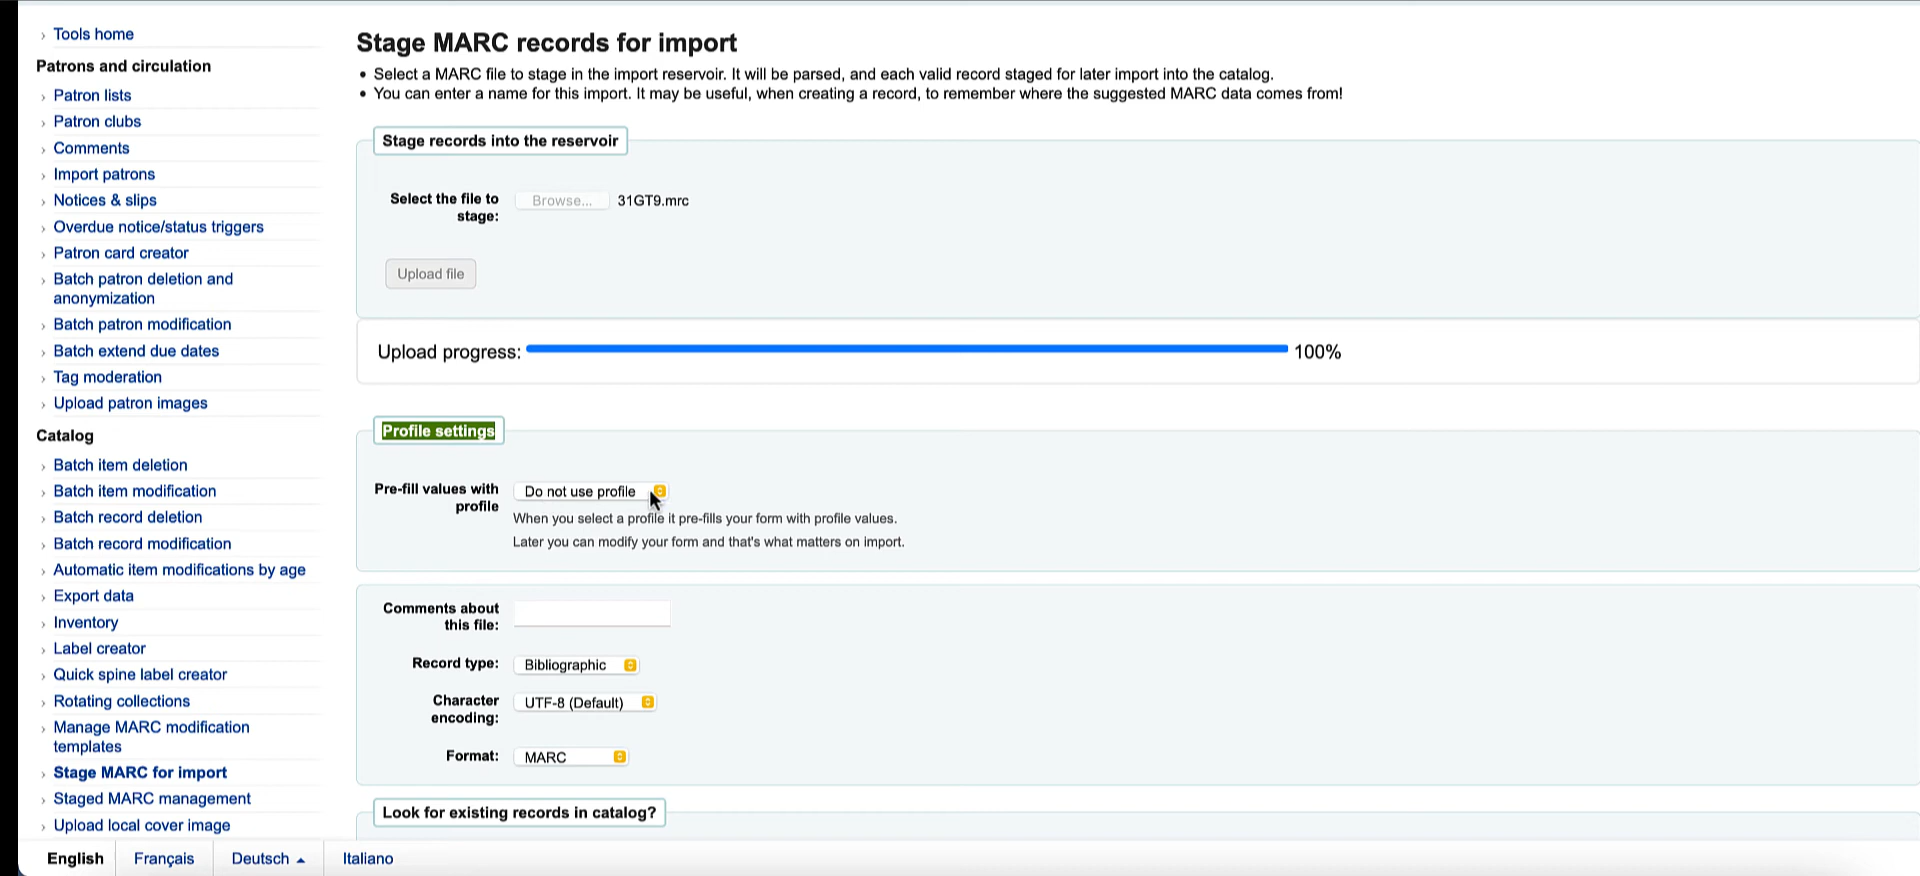 Tools home
Patrons and circulation
Patron lists
Patron clubs
Comments
Import patrons
Notices & slips
Overdue notice/status triggers
Patron card creator
Batch patron deletion and
anonymization
Batch patron modification
Batch extend due dates
Tag moderation
Upload patron images
Catalog
Batch item deletion
Batch item modification
Batch record deletion
Batch record modification
Automatic item modifications by age
Export data
Inventory
Label creator
Quick spine label creator
Rotating collections
Manage MARC modification
templates
Stage MARC for import
Staged MARC management
Upload local cover image
Stage MARC records for import
Select a MARC file to stage in the import reservoir. It will be parsed, and each valid record staged for later import into the catalog.
You can enter a name for this import. It may be useful, when creating a record, to remember where the suggested MARC data comes from!
Stage records into the reservoir
Select the file to
stage:
Browse... 31GT9.mrc
Upload file
Upload progress: 100%
Profile settings
Pre-fill values with
profile
Do not use profile
When you select a profile it pre-fills your form with profile values.
Later you can modify your form and that's what matters on import.
Comments about
this file:
Record type: Bibliographic
Character
encoding:
UTF-8 (Default)
Format: MARC
Look for existing records in catalog?
English Français Deutsch Italiano